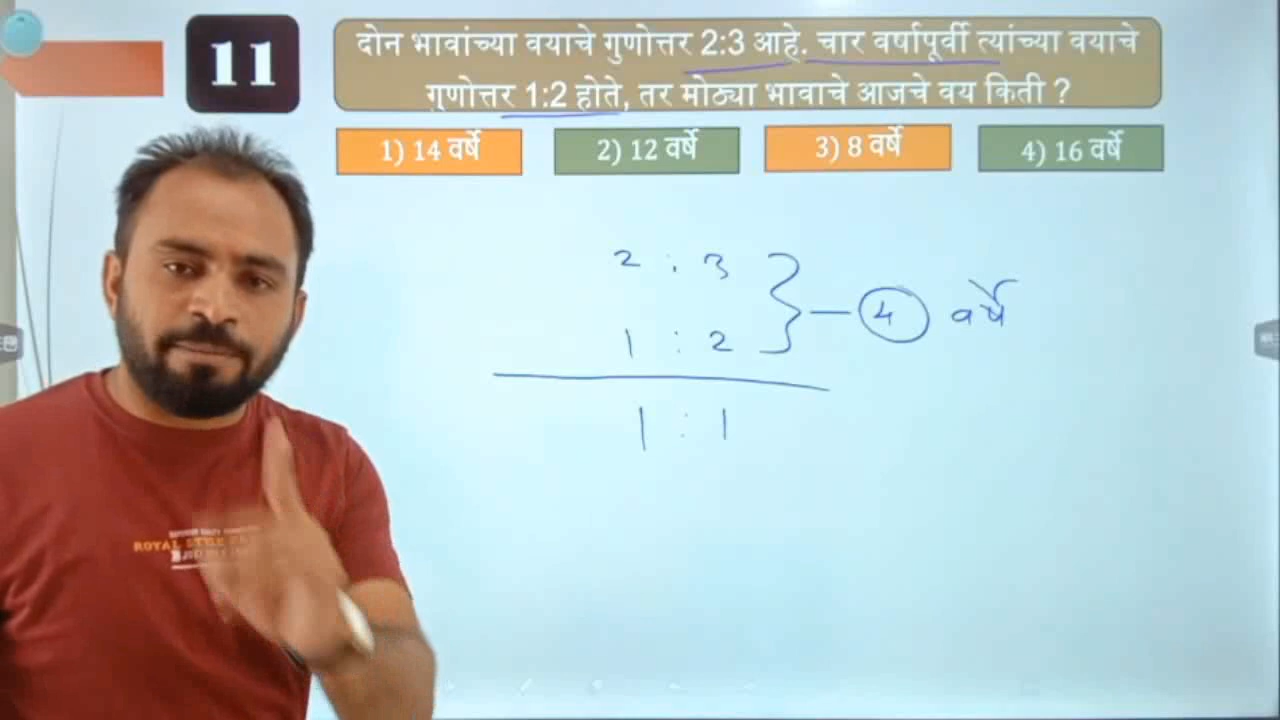 11
दोन भावांच्या वयाचे गुणोत्तर 2:3 आहे. चार वर्षापूर्वी त्यांच्या वयाचे
गुणोत्तर 1:2 होते, तर मोठ्या भावाचे आजचे वय किती ?
1) 14 वर्षे 2) 12 वर्षे 3) 8 वर्षे 4) 16 वर्षे
2 : 3
4 वर्षे
1 : 2
1 : 1
ROYAL STYLE